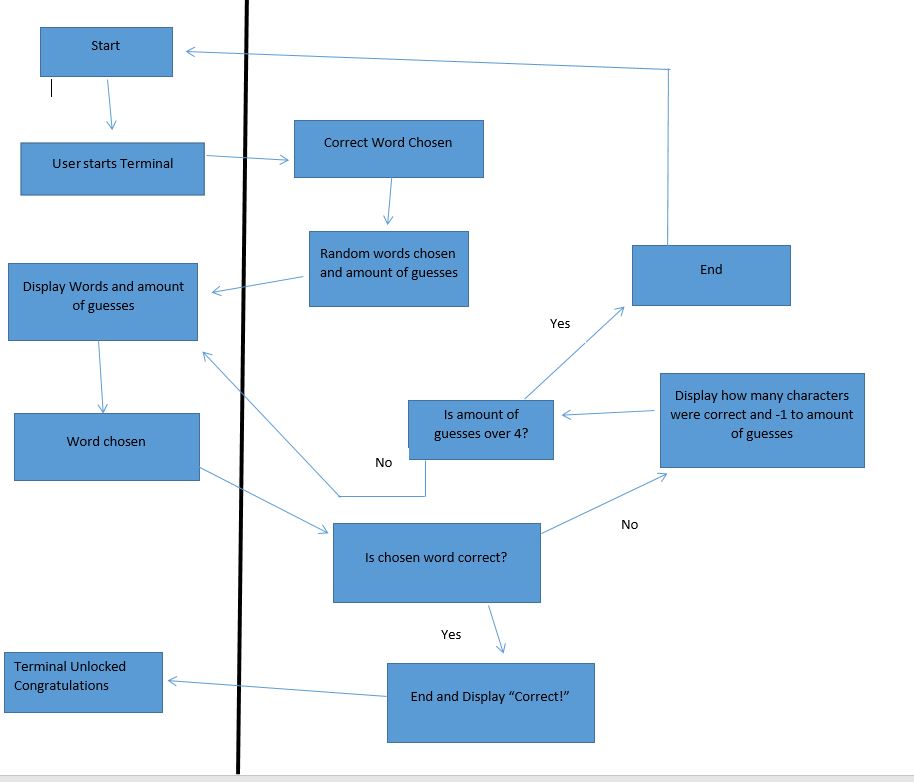 Start
User starts Terminal
Correct Word Chosen
Random words chosen
and amount of guesses
Display Words and amount
of guesses
End
Yes
Word chosen
Is amount of
guesses over 4?
Display how many characters
were correct and -1 to amount
of guesses
No
No
Is chosen word correct?
Yes
Terminal Unlocked
Congratulations
End and Display “Correct!”